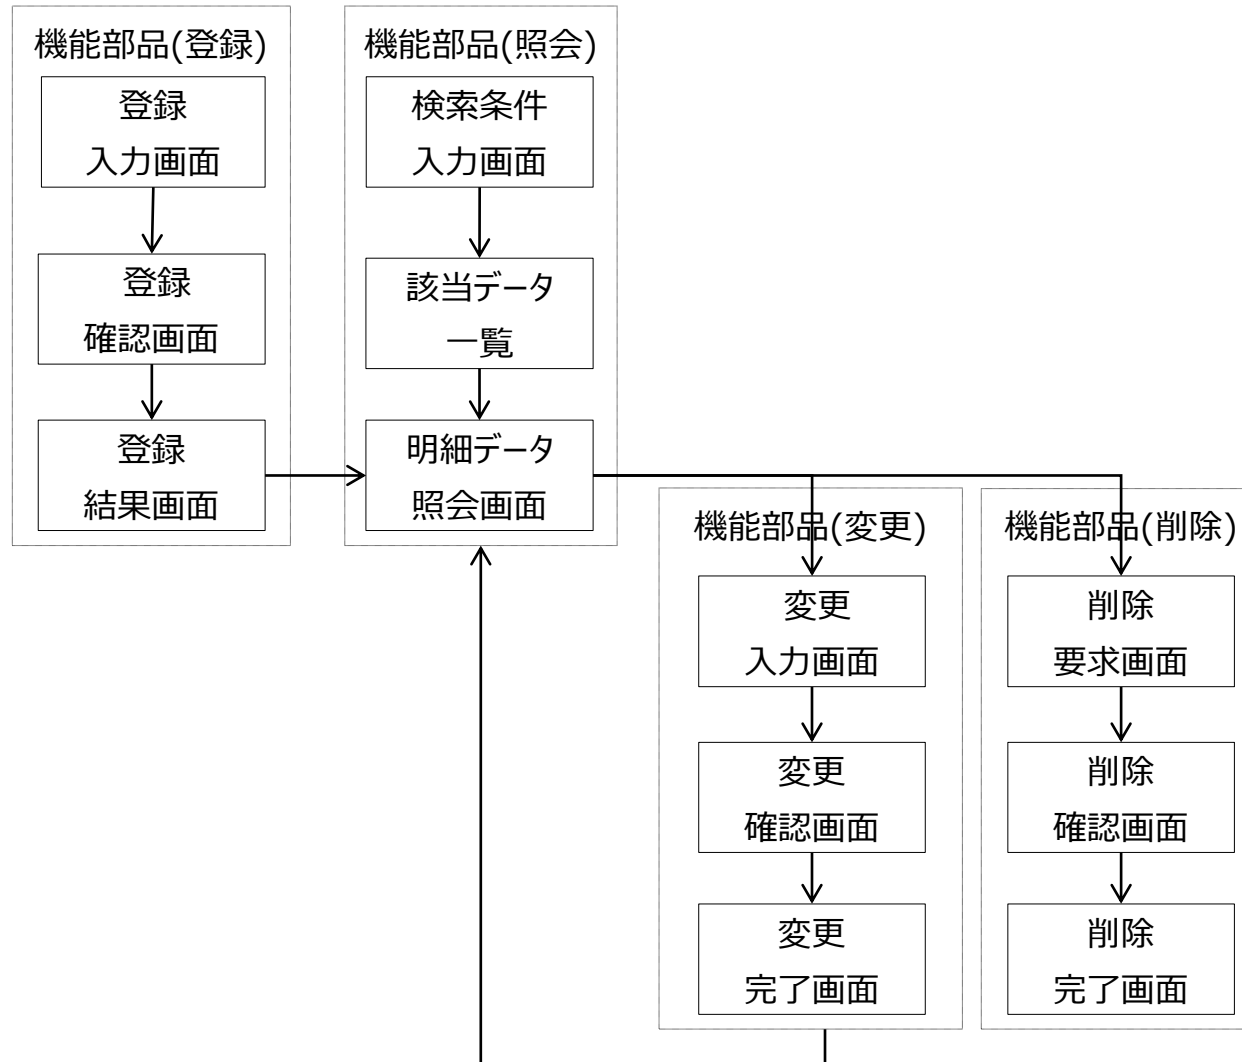 機能部品(登録)
登録
入力画面
登録
確認画面
登録
結果画面
機能部品(照会)
検索条件
入力画面
該当データ
一覧
明細データ
照会画面
機能部品(変更)
変更
入力画面
変更
確認画面
変更
完了画面
機能部品(削除)
削除
要求画面
削除
確認画面
削除
完了画面